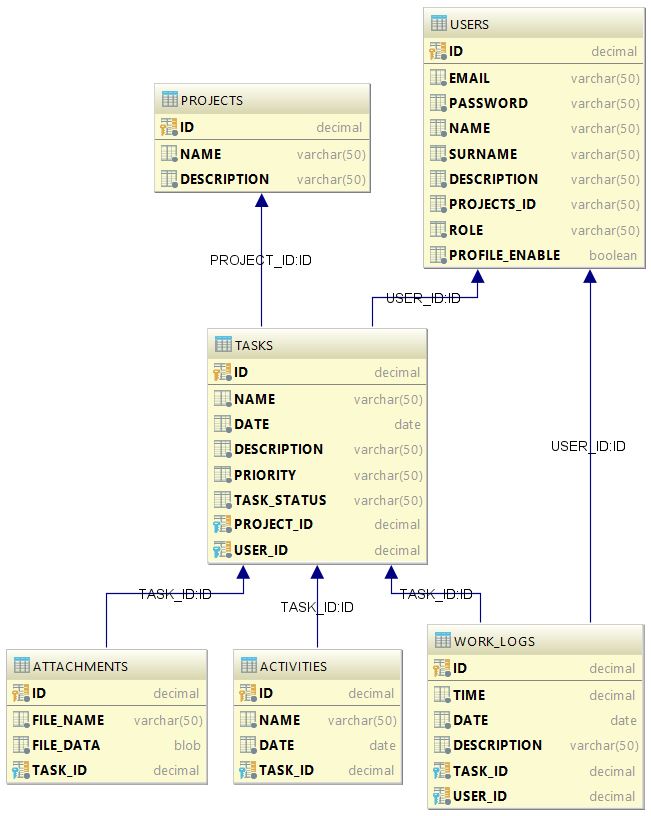 USERS
ID decimal
EMAIL varchar(50)
PASSWORD varchar(50)
NAME varchar(50)
SURNAME varchar(50)
DESCRIPTION varchar(50)
PROJECTS_ID varchar(50)
ROLE varchar(50)
PROFILE_ENABLE boolean
PROJECTS
ID decimal
NAME varchar(50)
DESCRIPTION varchar(50)
PROJECT_ID:ID
USER_ID:ID
TASKS
ID decimal
NAME varchar(50)
DATE date
DESCRIPTION varchar(50)
PRIORITY varchar(50)
TASK_STATUS varchar(50)
PROJECT_ID decimal
USER_ID decimal
USER_ID:ID
TASK_ID:ID
TASK_ID:ID
TASK_ID:ID
ATTACHMENTS
ID decimal
FILE_NAME varchar(50)
FILE_DATA blob
TASK_ID decimal
ACTIVITIES
ID decimal
NAME varchar(50)
DATE date
TASK_ID decimal
WORK_LOGS
ID decimal
TIME decimal
DATE date
DESCRIPTION varchar(50)
TASK_ID decimal
USER_ID decimal